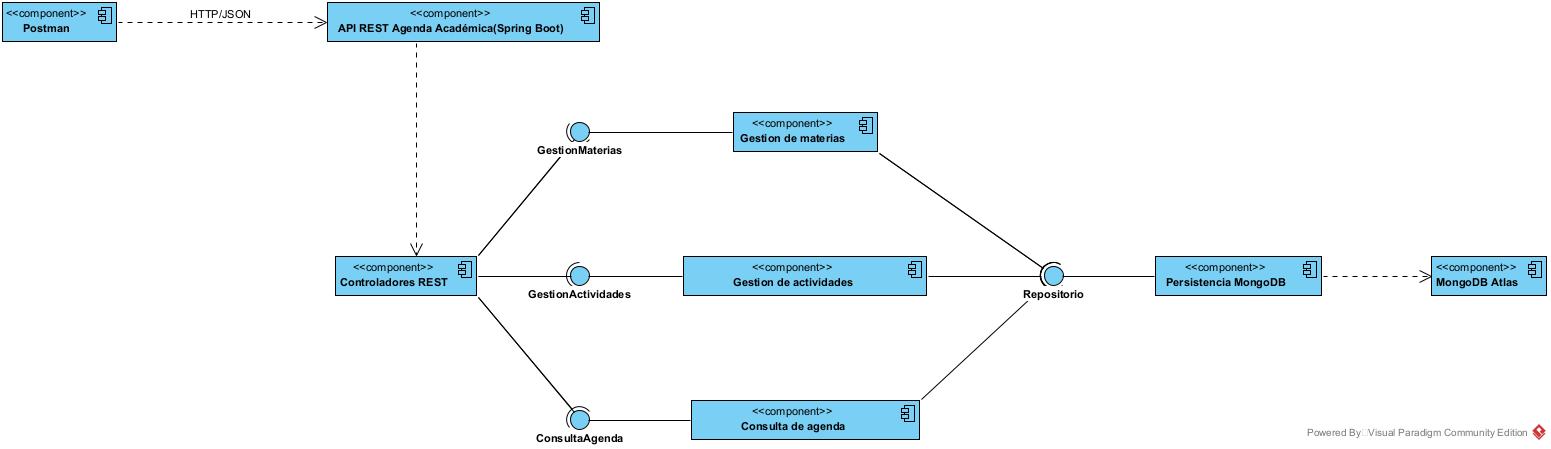 <<component>>
Postman
HTTP/JSON
<<component>>
API REST Agenda Académica(Spring Boot)
<<component>>
Gestion de materias
GestionMaterias
<<component>>
Controladores REST
GestionActividades
<<component>>
Gestion de actividades
Repositorio
<<component>>
Persistencia MongoDB
<<component>>
MongoDB Atlas
ConsultaAgenda
<<component>>
Consulta de agenda
Powered By Visual Paradigm Community Edition